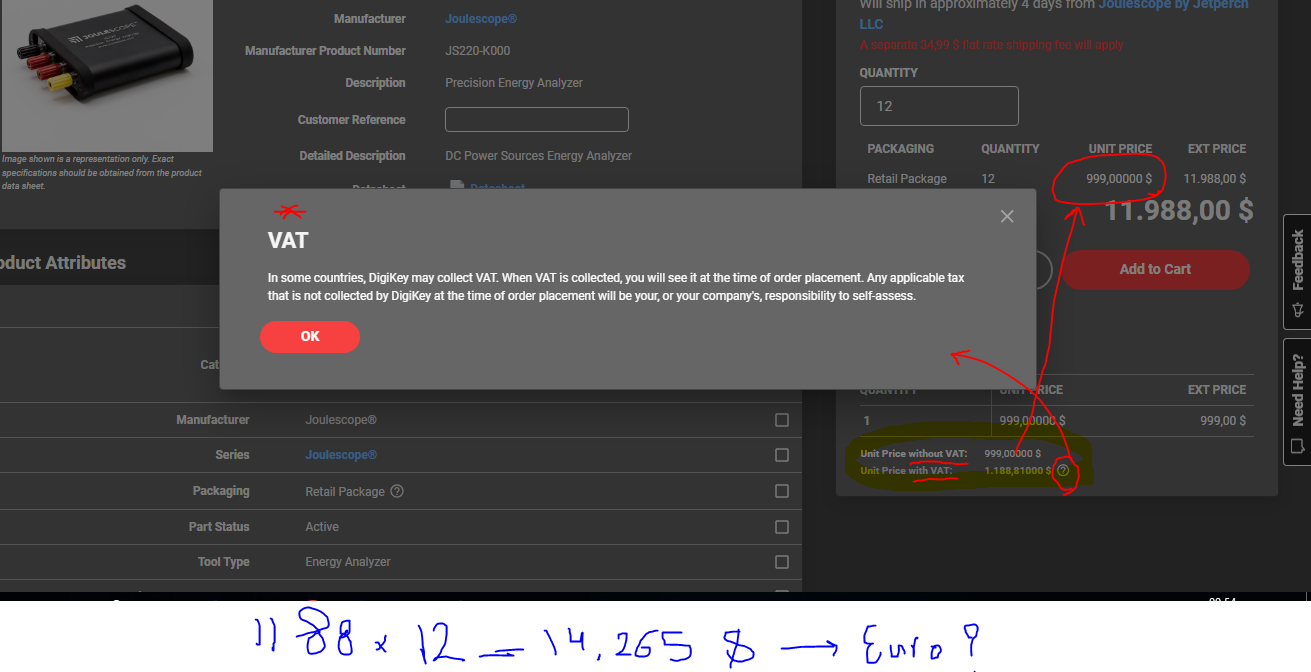 Manufacturer Joulescope®
Manufacturer Product Number JS220-K000
Description Precision Energy Analyzer
Customer Reference
Detailed Description DC Power Sources Energy Analyzer
Datasheet Datasheet
JOULESCOPE
Image shown is a representation only. Exact
specifications should be obtained from the product
data sheet.
Will ship in approximately 4 days from Joulescope by Jetperch
LLC
A separate 34,99 $ flat rate shipping fee will apply
QUANTITY
12
PACKAGING QUANTITY UNIT PRICE EXT PRICE
Retail Package 12 999,00000 $ 11.988,00 $
11.988,00 $
Add to Cart
VAT
In some countries, DigiKey may collect VAT. When VAT is collected, you will see it at the time of order placement. Any applicable tax
that is not collected by DigiKey at the time of order placement will be your, or your company's, responsibility to self-assess.
OK
QUANTITY UNIT PRICE EXT PRICE
1 999,00000 $ 999,00 $
Unit Price without VAT: 999,00000 $
Unit Price with VAT: 1.188,81000 $
Feedback
Need Help?
oduct Attributes
Cat
Manufacturer Joulescope®
Series Joulescope®
Packaging Retail Package
Part Status Active
Tool Type Energy Analyzer
1188 x 12 = 14,265 $ → Euro ?